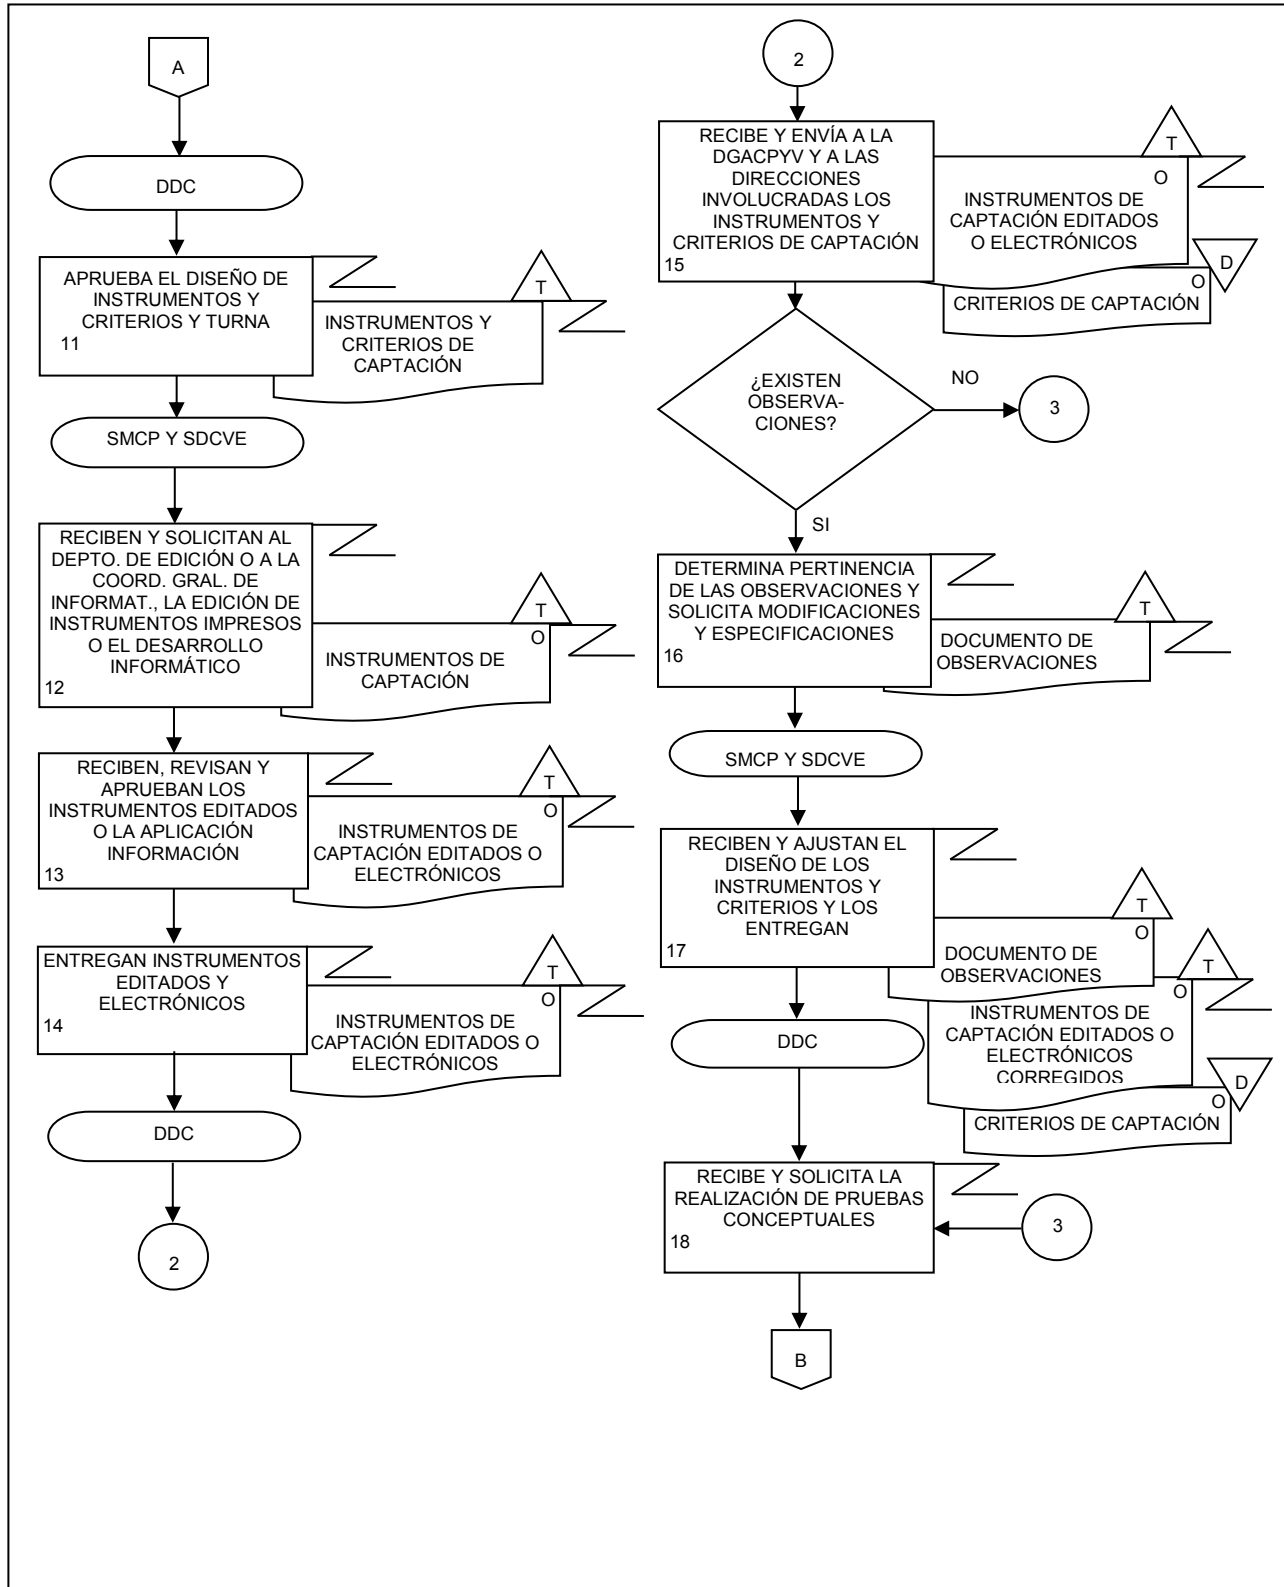 A
DDC
APRUEBA EL DISEÑO DE
INSTRUMENTOS Y
CRITERIOS Y TURNA
11
T
INSTRUMENTOS Y
CRITERIOS DE
CAPTACIÓN
SMCP Y SDCVE
RECIBEN Y SOLICITAN AL
DEPTO. DE EDICIÓN O A LA
COORD. GRAL. DE
INFORMAT., LA EDICIÓN DE
INSTRUMENTOS IMPRESOS
O EL DESARROLLO
INFORMÁTICO
12
T
O
INSTRUMENTOS DE
CAPTACIÓN
RECIBEN, REVISAN Y
APRUEBAN LOS
INSTRUMENTOS EDITADOS
O LA APLICACIÓN
INFORMACIÓN
13
T
O
INSTRUMENTOS DE
CAPTACIÓN EDITADOS O
ELECTRÓNICOS
ENTREGAN INSTRUMENTOS
EDITADOS Y
ELECTRÓNICOS
14
T
O
INSTRUMENTOS DE
CAPTACIÓN EDITADOS O
ELECTRÓNICOS
DDC
2
2
RECIBE Y ENVÍA A LA
DGACPYV Y A LAS
DIRECCIONES
INVOLUCRADAS LOS
INSTRUMENTOS Y
CRITERIOS DE CAPTACIÓN
15
T
O
INSTRUMENTOS DE
CAPTACIÓN EDITADOS
O ELECTRÓNICOS
D
O
CRITERIOS DE CAPTACIÓN
¿EXISTEN
OBSERVA-
CIONES?
NO
3
SI
DETERMINA PERTINENCIA
DE LAS OBSERVACIONES Y
SOLICITA MODIFICACIONES
Y ESPECIFICACIONES
16
T
DOCUMENTO DE
OBSERVACIONES
SMCP Y SDCVE
RECIBEN Y AJUSTAN EL
DISEÑO DE LOS
INSTRUMENTOS Y
CRITERIOS Y LOS
ENTREGAN
17
T
O
DOCUMENTO DE
OBSERVACIONES
T
O
INSTRUMENTOS DE
CAPTACIÓN EDITADOS O
ELECTRÓNICOS
CORREGIDOS
D
O
CRITERIOS DE CAPTACIÓN
DDC
RECIBE Y SOLICITA LA
REALIZACIÓN DE PRUEBAS
CONCEPTUALES
18
3
B